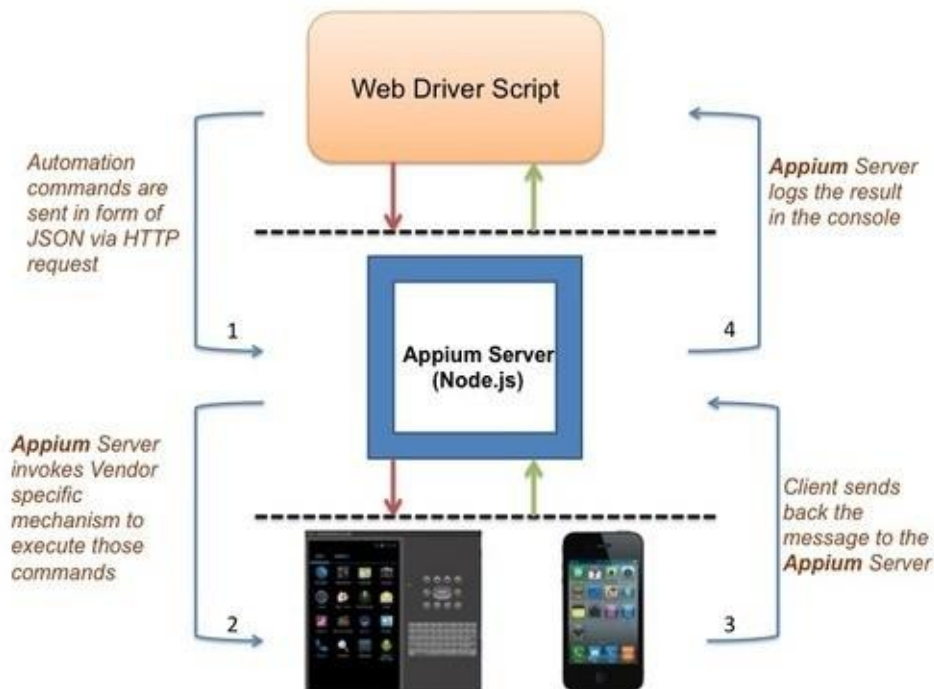 Web Driver Script
Automation
commands are
sent in form of
JSON via HTTP
request
1
Appium Server
logs the result
in the console
4
Appium Server
(Node.js)
Appium Server
invokes Vendor
specific
mechanism to
execute those
commands
2
Client sends
back the
message to the
Appium Server
3